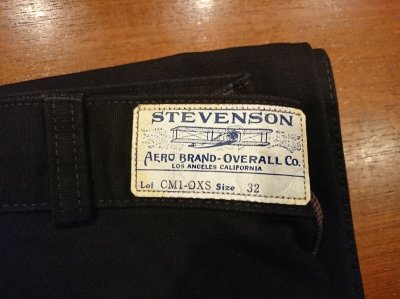 STEVENSON
AERO BRAND-OVERALL CO.
LOS ANGELES CALIFORNIA
Lot CM1-OXS Size 32